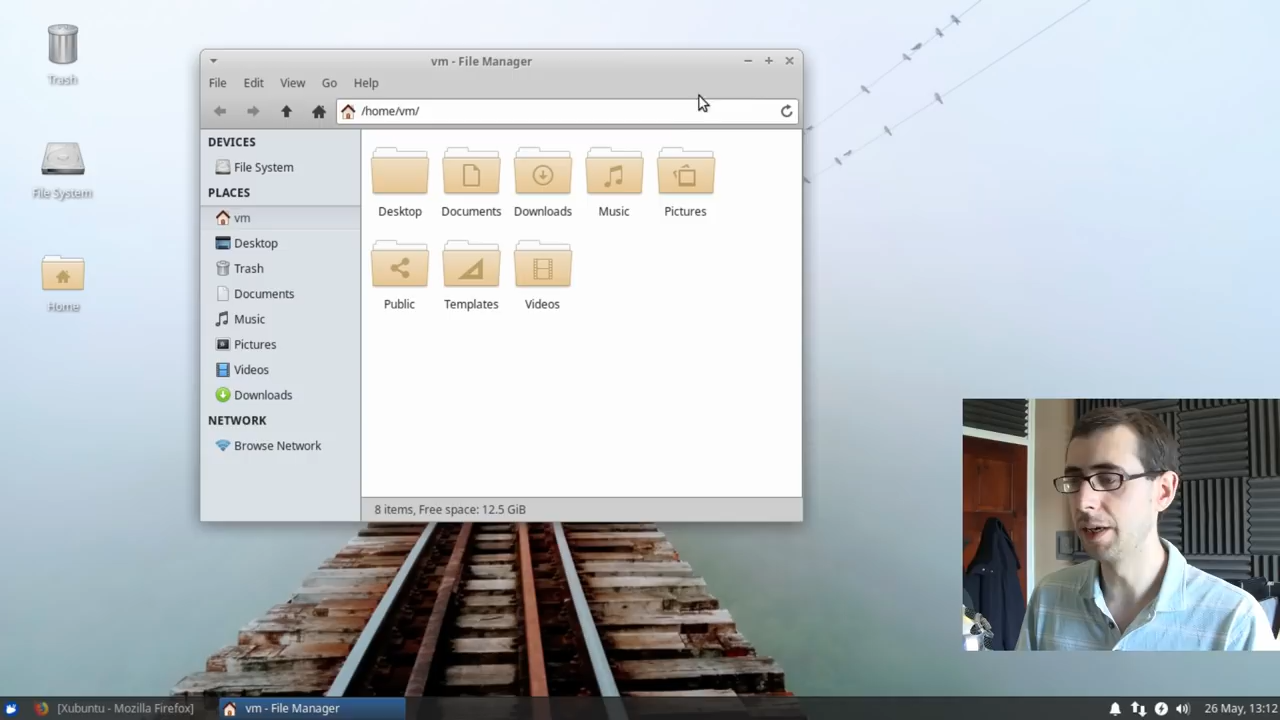 Trash
File System
Home
vm - File Manager
File Edit View Go Help
/home/vm/
DEVICES
File System
PLACES
vm
Desktop
Trash
Documents
Music
Pictures
Videos
Downloads
NETWORK
Browse Network
Desktop Documents Downloads Music Pictures
Public Templates Videos
8 items, Free space: 12.5 GiB
[Xubuntu - Mozilla Firefox] vm - File Manager 26 May, 13:12